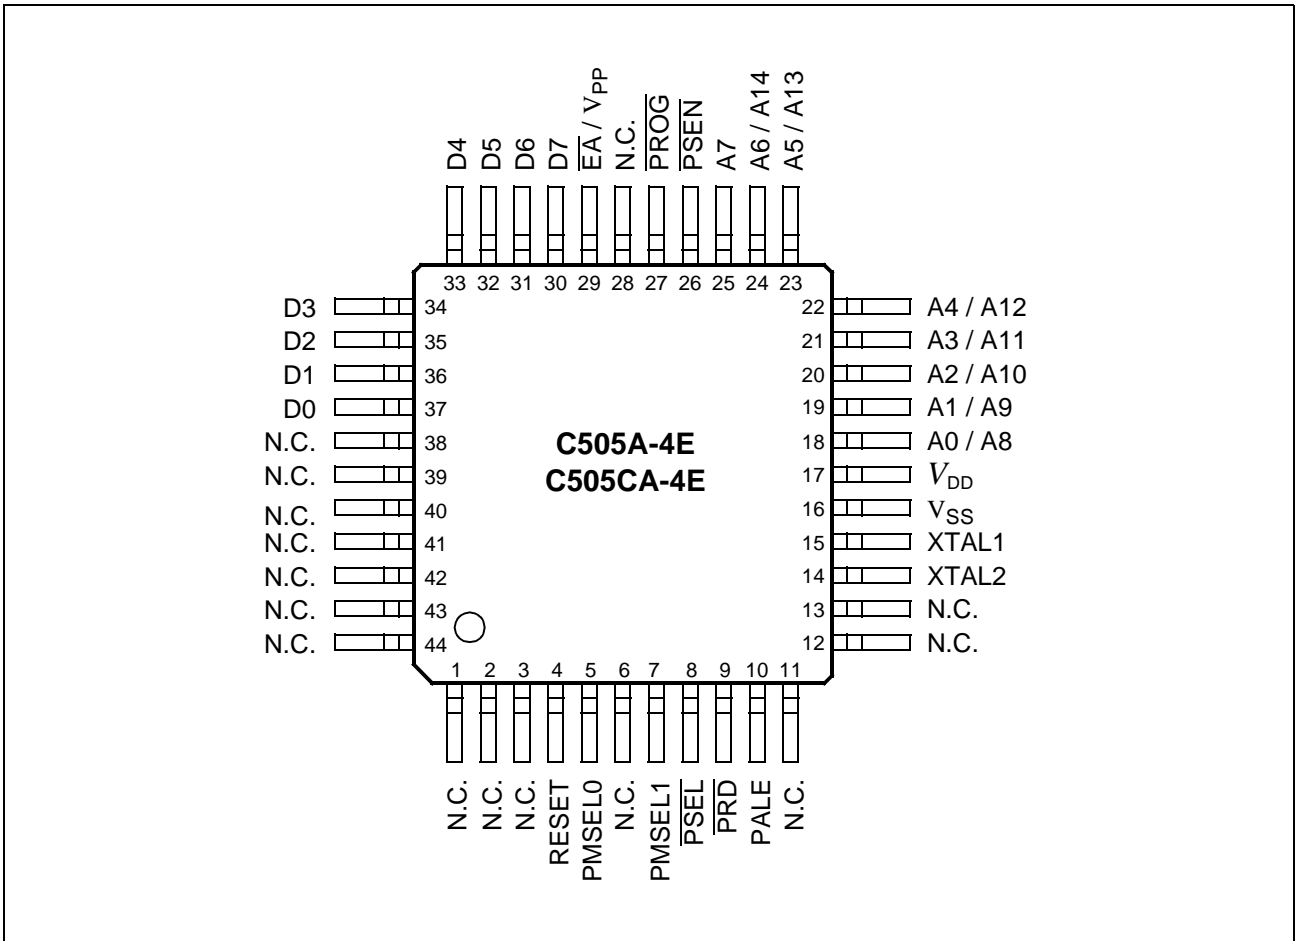 D4
D5
D6
D7
EA / VPP
N.C.
PROG
PSEN
A7
A6 / A14
A5 / A13
33 32 31 30 29 28 27 26 25 24 23
D3 34 22 A4 / A12
D2 35 21 A3 / A11
D1 36 20 A2 / A10
D0 37 19 A1 / A9
N.C. 38 C505A-4E 18 A0 / A8
N.C. 39 C505CA-4E 17 VDD
N.C. 40 16 VSS
N.C. 41 15 XTAL1
N.C. 42 14 XTAL2
N.C. 43 13 N.C.
N.C. 44 12 N.C.
1 2 3 4 5 6 7 8 9 10 11
N.C.
N.C.
N.C.
RESET
PMSEL0
N.C.
PMSEL1
PSEL
PRD
PALE
N.C.